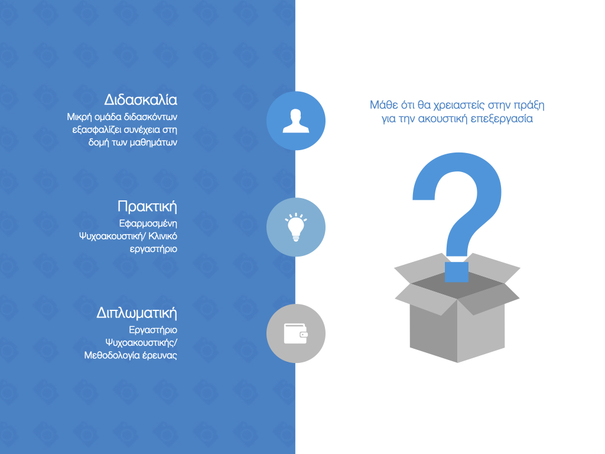 Διδασκαλία
Μικρή ομάδα διδασκόντων
εξασφαλίζει συνέχεια στη
δομή των μαθημάτων
Πρακτική
Εφαρμοσμένη
Ψυχοακουστική/ Κλινικό
εργαστήριο
Διπλωματική
Εργαστήριο
Ψυχοακουστικής/
Μεθοδολογία έρευνας
Μάθε ότι θα χρειαστείς στην πράξη
για την ακουστική επεξεργασία
?